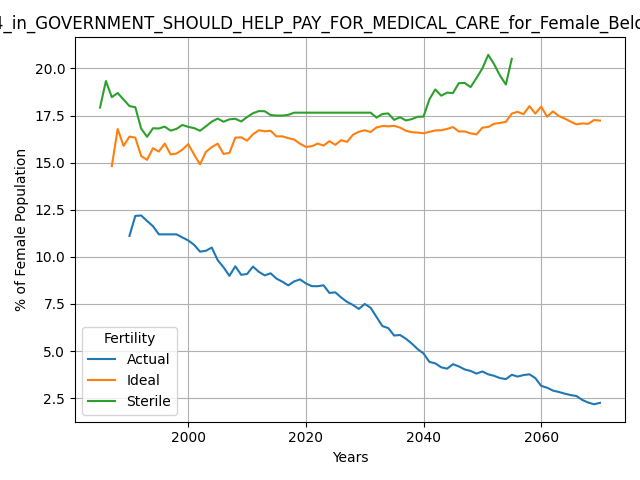 _in_GOVERNMENT_SHOULD_HELP_PAY_FOR_MEDICAL_CARE_for_Female_Belo
20.0
17.5
15.0
12.5
10.0
7.5
5.0
2.5
% of Female Population
Fertility
Actual
Ideal
Sterile
2000 2020 2040 2060
Years